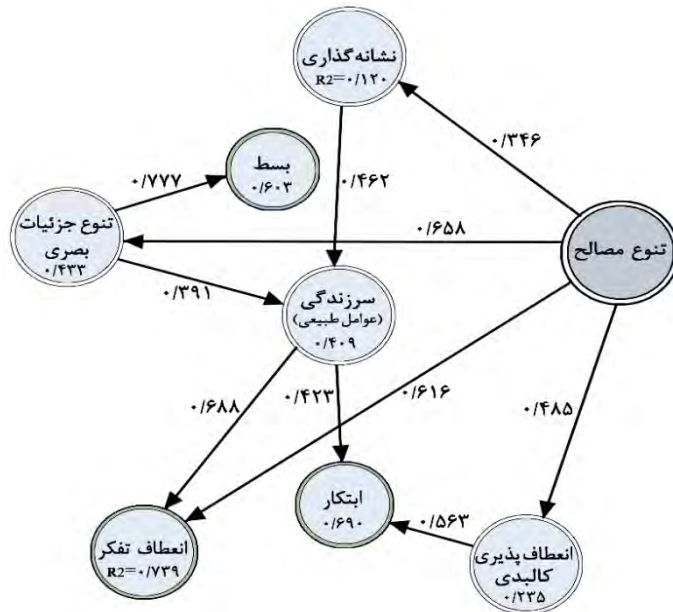 نشانه‌گذاری
R2=۰/۱۲۰
۰/۳۴۶
بسط
۰/۶۰۳
۰/۷۷۷
۰/۴۶۲
تنوع جزئیات
بصری
۰/۴۳۳
۰/۶۵۸
تنوع مصالح
۰/۳۹۱
سرزندگی
(عوامل طبیعی)
۰/۴۰۹
۰/۶۸۸
۰/۴۲۳
۰/۶۱۶
۰/۴۸۵
ابتکار
۰/۶۹۰
۰/۵۶۳
انعطاف تفکر
R2=۰/۷۳۹
انعطاف‌پذیری
کالبدی
۰/۲۳۵